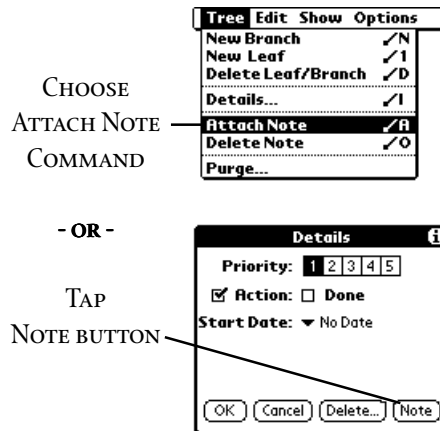 Tree Edit Show Options
New Branch ⁄N
New Leaf ⁄1
Delete Leaf/Branch ⁄D
Details... ⁄I
Attach Note ⁄A
Delete Note ⁄O
Purge...
CHOOSE
ATTACH NOTE
COMMAND
- OR -
Details i
Priority: 1 2 3 4 5
Action: Done
Start Date: No Date
TAP
NOTE BUTTON
OK Cancel Delete... Note